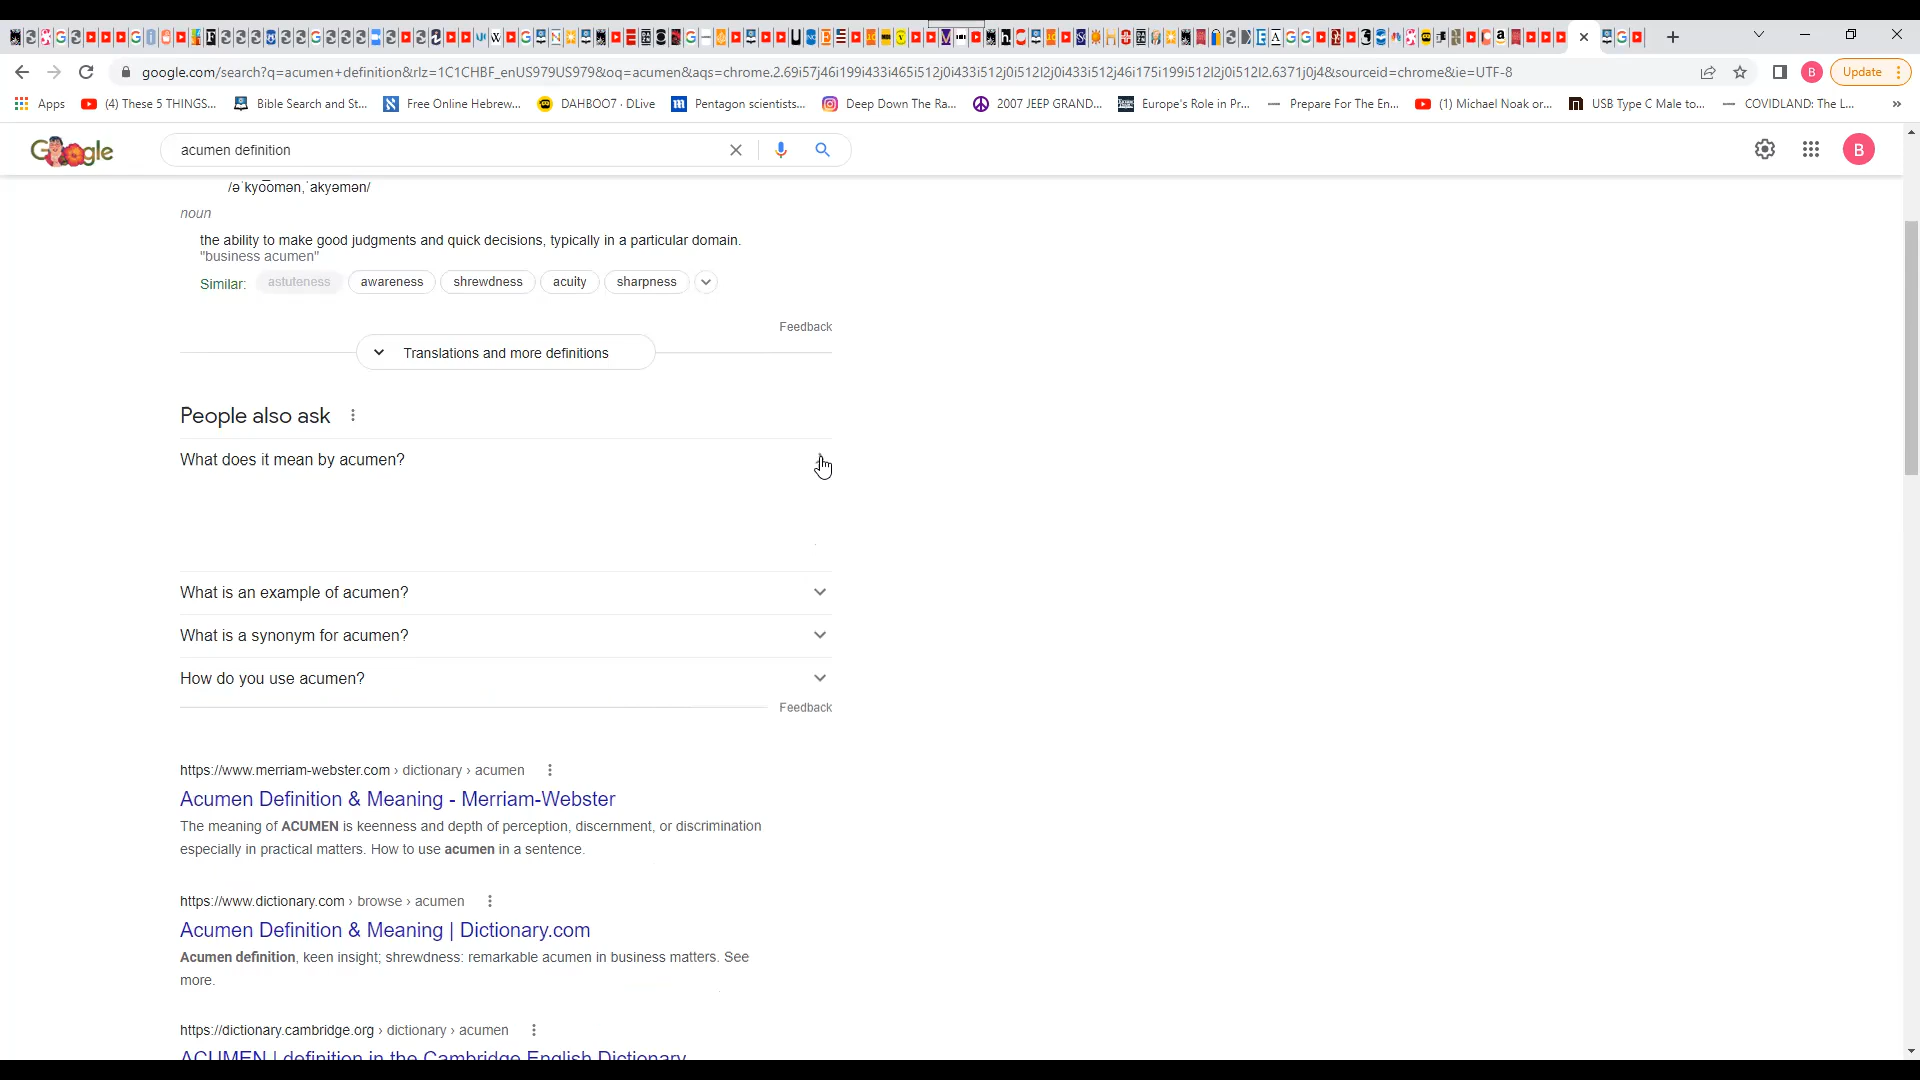 google.com/search?q=acumen+definition&rlz=1C1CHBF_enUS979US979&oq=acumen&aqs=chrome.2.69i57j46i199i433i465i512j0i433i512j0i512l2j0i433i512j46i175i199i512l2j0i512l2.6371j0j4&sourceid=chrome&ie=UTF-8
B
Update
Apps
(4) These 5 THINGS...
Bible Search and St...
Free Online Hebrew...
DAHBOO7 · DLive
Pentagon scientists...
Deep Down The Ra...
2007 JEEP GRAND...
Europe's Role in Pr...
Prepare For The En...
(1) Michael Noak or...
USB Type C Male to...
COVIDLAND: The L...
Google
acumen definition
B
/əˈkyo͞omən,ˈakyəmən/
noun
the ability to make good judgments and quick decisions, typically in a particular domain.
"business acumen"
Similar:
astuteness
awareness
shrewdness
acuity
sharpness
Feedback
Translations and more definitions
People also ask
What does it mean by acumen?
What is an example of acumen?
What is a synonym for acumen?
How do you use acumen?
Feedback
https://www.merriam-webster.com › dictionary › acumen
Acumen Definition & Meaning - Merriam-Webster
The meaning of ACUMEN is keenness and depth of perception, discernment, or discrimination
especially in practical matters. How to use acumen in a sentence.
https://www.dictionary.com › browse › acumen
Acumen Definition & Meaning | Dictionary.com
Acumen definition, keen insight; shrewdness: remarkable acumen in business matters. See
more.
https://dictionary.cambridge.org › dictionary › acumen
ACUMEN | definition in the Cambridge English Dictionary